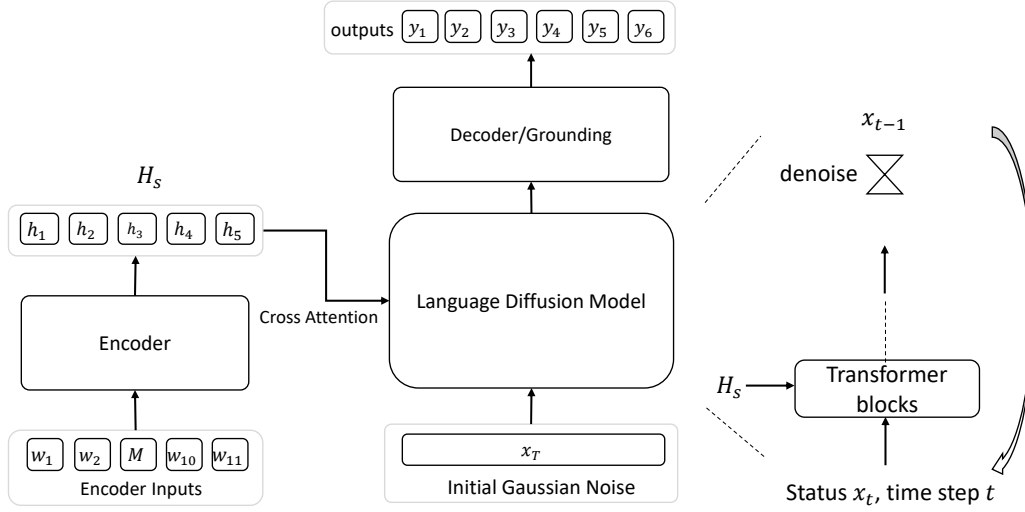 outputs y₁ y₂ y₃ y₄ y₅ y₆
Decoder/Grounding
x_{t−1}
denoise
H_s
h₁ h₂ h₃ h₄ h₅
Language Diffusion Model
Cross Attention
Encoder
H_s
Transformer
blocks
w₁ w₂ M w₁₀ w₁₁
Encoder Inputs
x_T
Initial Gaussian Noise
Status x_t, time step t